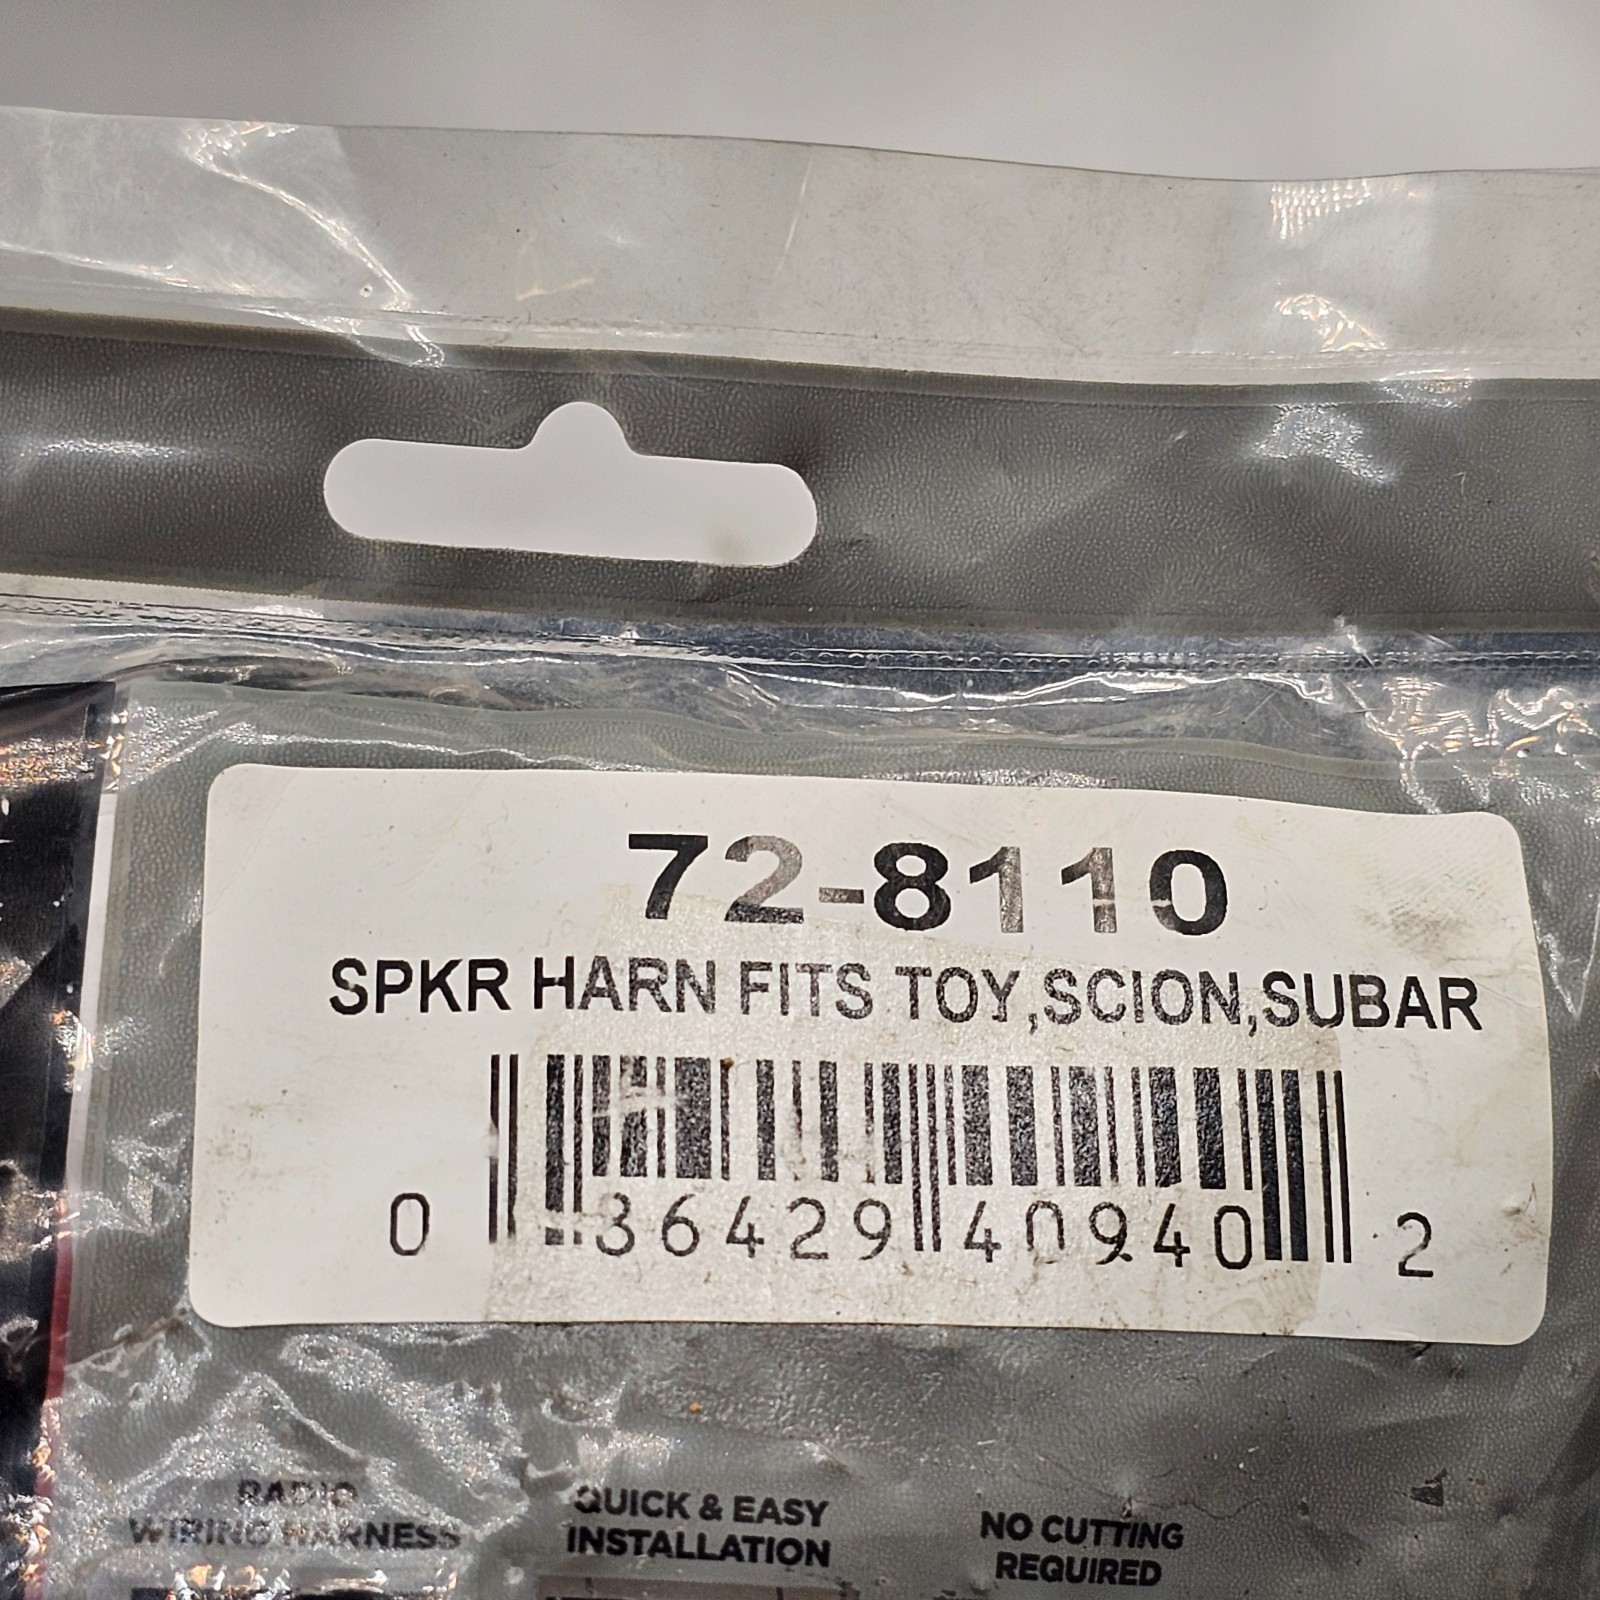 72-8110
SPKR HARN FITS TOY,SCION,SUBAR
0 36429 40940 2
RADIO
WIRING HARNESS
QUICK & EASY
INSTALLATION
NO CUTTING
REQUIRED